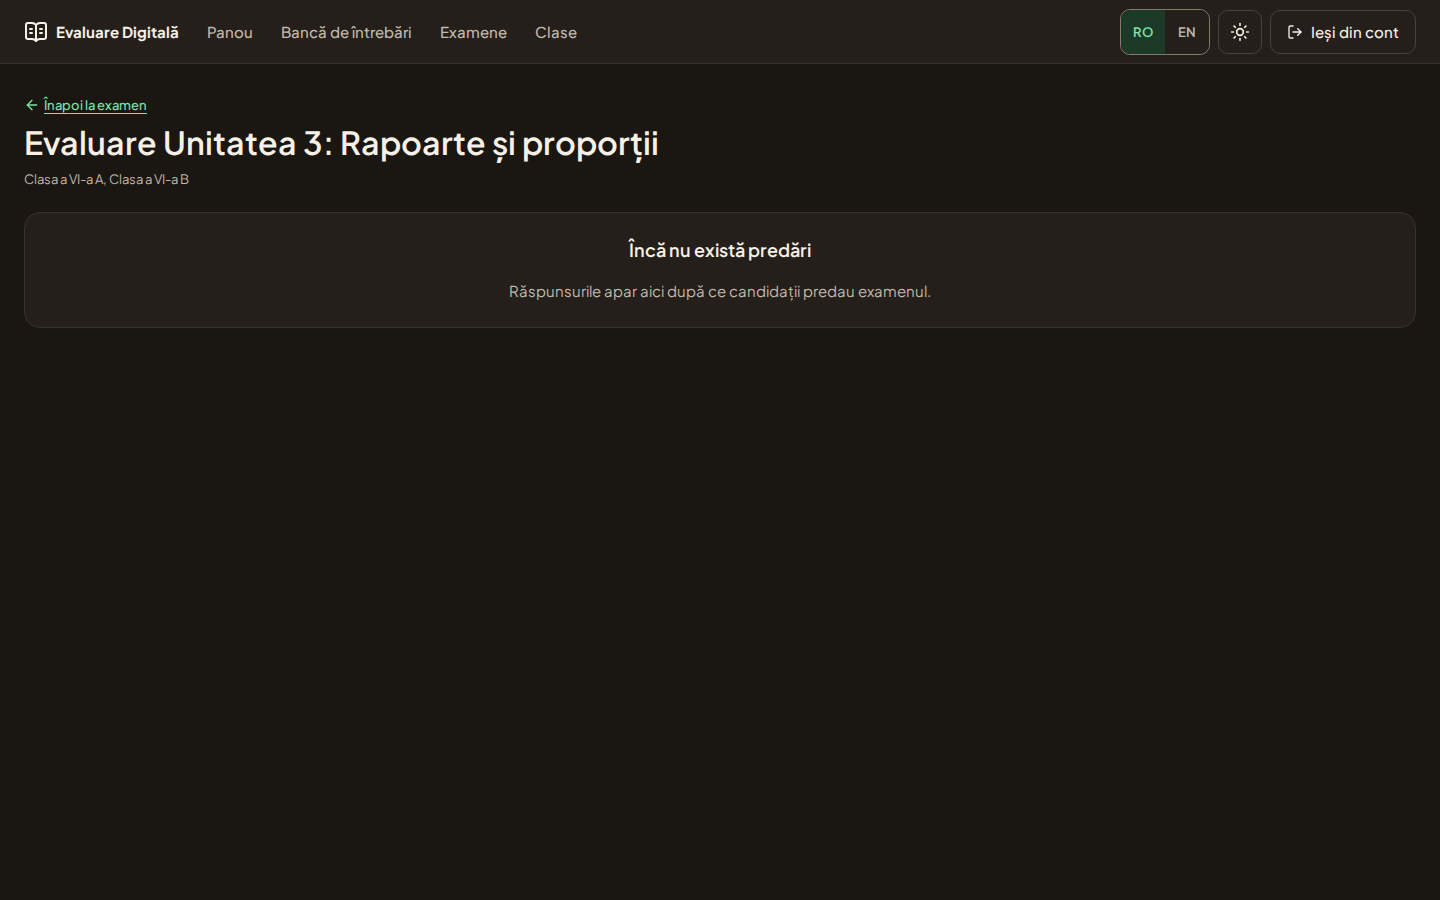 Evaluare Digitală Panou Bancă de întrebări Examene Clase RO EN Ieși din cont
Înapoi la examen
Evaluare Unitatea 3: Rapoarte și proporții
Clasa a VI-a A, Clasa a VI-a B
Încă nu există predări
Răspunsurile apar aici după ce candidații predau examenul.